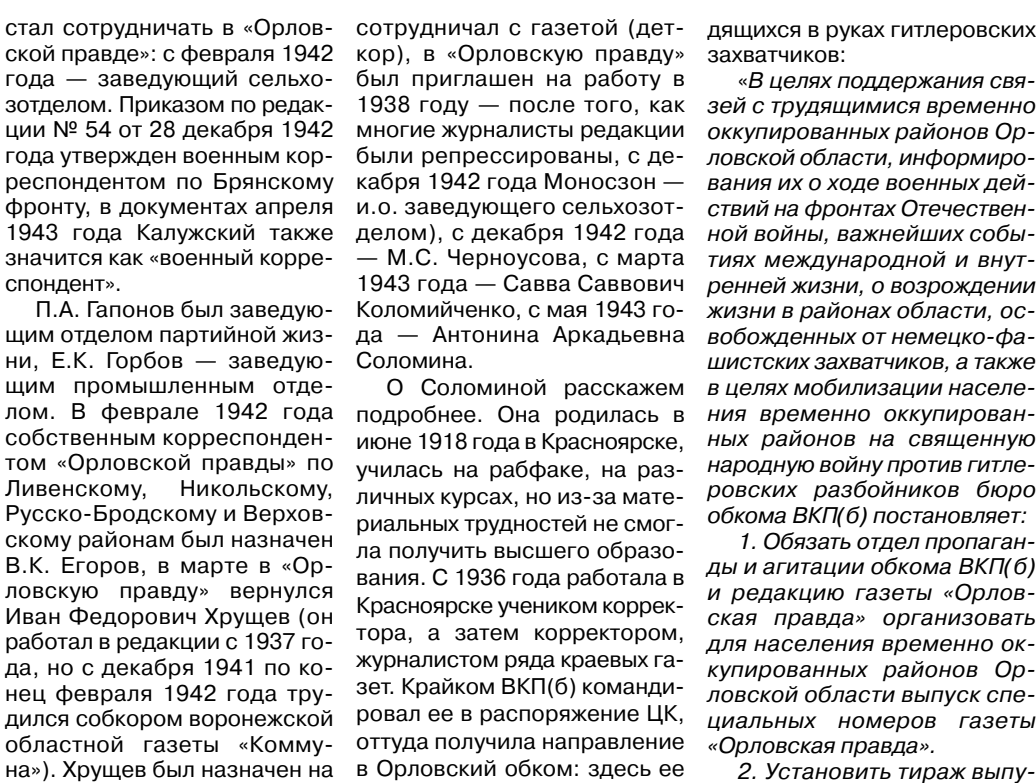 стал сотрудничать в «Орлов-
ской правде»: с февраля 1942
года — заведующий сельхо-
зотделом. Приказом по редак-
ции № 54 от 28 декабря 1942
года утвержден военным кор-
респондентом по Брянскому
фронту, в документах апреля
1943 года Калужский также
значится как «военный корре-
спондент».
П.А. Гапонов был заведую-
щим отделом партийной жиз-
ни, Е.К. Горбов — заведую-
щим промышленным отде-
лом. В феврале 1942 года
собственным корреспонден-
том «Орловской правды» по
Ливенскому, Никольскому,
Русско-Бродскому и Верхов-
скому районам был назначен
В.К. Егоров, в марте в «Ор-
ловскую правду» вернулся
Иван Федорович Хрущев (он
работал в редакции с 1937 го-
да, но с декабря 1941 по ко-
нец февраля 1942 года тру-
дился собкором воронежской
областной газеты «Комму-
на»). Хрущев был назначен на
сотрудничал с газетой (дет-
кор), в «Орловскую правду»
был приглашен на работу в
1938 году — после того, как
многие журналисты редакции
были репрессированы, с де-
кабря 1942 года Моносзон —
и.о. заведующего сельхозот-
делом), с декабря 1942 года
— М.С. Черноусова, с марта
1943 года — Савва Саввович
Коломийченко, с мая 1943 го-
да — Антонина Аркадьевна
Соломина.
О Соломиной расскажем
подробнее. Она родилась в
июне 1918 года в Красноярске,
училась на рабфаке, на раз-
личных курсах, но из-за мате-
риальных трудностей не смог-
ла получить высшего образо-
вания. С 1936 года работала в
Красноярске учеником коррек-
тора, а затем корректором,
журналистом ряда краевых га-
зет. Крайком ВКП(б) команди-
ровал ее в распоряжение ЦК,
оттуда получила направление
в Орловский обком: здесь ее
дящихся в руках гитлеровских
захватчиков:
«В целях поддержания свя-
зей с трудящимися временно
оккупированных районов Ор-
ловской области, информиро-
вания их о ходе военных дей-
ствий на фронтах Отечествен-
ной войны, важнейших собы-
тиях международной и внут-
ренней жизни, о возрождении
жизни в районах области, ос-
вобожденных от немецко-фа-
шистских захватчиков, а также
в целях мобилизации населе-
ния временно оккупирован-
ных районов на священную
народную войну против гитле-
ровских разбойников бюро
обкома ВКП(б) постановляет:
1. Обязать отдел пропаган-
ды и агитации обкома ВКП(б)
и редакцию газеты «Орлов-
ская правда» организовать
для населения временно ок-
купированных районов Ор-
ловской области выпуск спе-
циальных номеров газеты
«Орловская правда».
2. Установить тираж выпу-